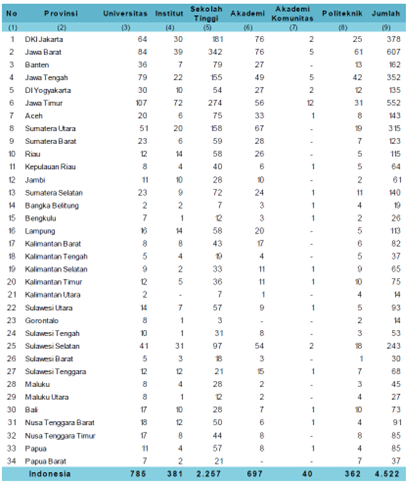 No Provinsi Universitas Institut Sekolah Tinggi Akademi Akademi Komunitas Politeknik Jumlah
(1) (2) (3) (4) (5) (6) (7) (8) (9)
1 DKI Jakarta 64 30 181 76 2 25 378
2 Jawa Barat 84 39 342 76 5 61 607
3 Banten 36 7 79 27 - 13 162
4 Jawa Tengah 79 22 155 49 5 42 352
5 DI Yogyakarta 30 10 54 27 2 12 135
6 Jawa Timur 107 72 274 56 12 31 552
7 Aceh 20 6 75 33 1 8 143
8 Sumatera Utara 51 20 158 67 - 19 315
9 Sumatera Barat 23 6 59 28 - 7 123
10 Riau 12 14 58 26 - 5 115
11 Kepulauan Riau 8 4 40 6 1 5 64
12 Jambi 11 10 28 10 - 2 61
13 Sumatera Selatan 23 9 72 24 1 11 140
14 Bangka Belitung 2 2 7 3 1 4 19
15 Bengkulu 7 1 12 3 1 2 26
16 Lampung 16 14 58 20 - 5 113
17 Kalimantan Barat 8 8 43 17 - 6 82
18 Kalimantan Tengah 5 4 19 4 - 5 37
19 Kalimantan Selatan 9 2 33 11 1 9 65
20 Kalimantan Timur 12 5 36 11 1 10 75
21 Kalimantan Utara 2 - 7 1 - 4 14
22 Sulawesi Utara 14 7 57 9 1 5 93
23 Gorontalo 8 1 3 - - 2 14
24 Sulawesi Tengah 10 1 31 8 - 3 53
25 Sulawesi Selatan 41 31 97 54 2 18 243
26 Sulawesi Barat 5 3 18 3 - 1 30
27 Sulawesi Tenggara 12 12 21 15 1 7 68
28 Maluku 8 4 28 2 - 3 45
29 Maluku Utara 8 1 12 2 - 4 27
30 Bali 17 10 28 7 1 10 73
31 Nusa Tenggara Barat 18 12 50 6 1 4 91
32 Nusa Tenggara Timur 17 8 44 8 - 8 85
33 Papua 11 4 57 8 1 4 85
34 Papua Barat 7 2 21 - - 7 37
Indonesia 785 381 2.257 697 40 362 4.522